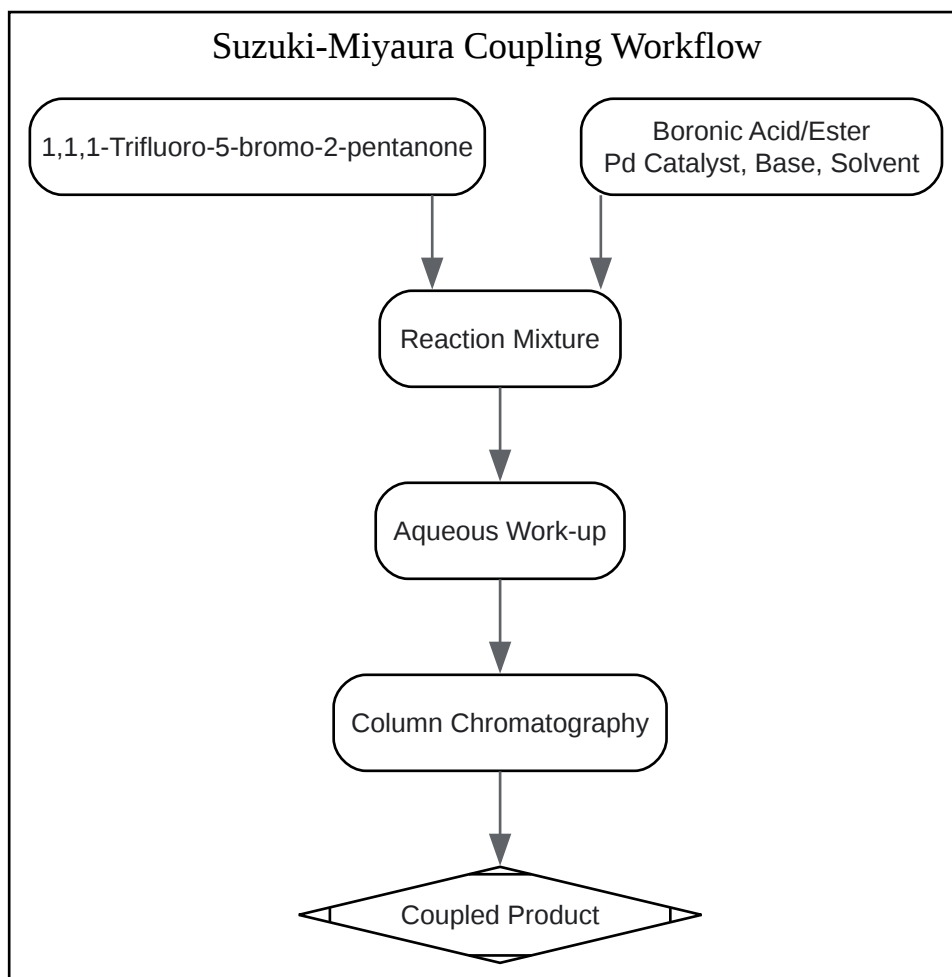 Suzuki-Miyaura Coupling Workflow
1,1,1-Trifluoro-5-bromo-2-pentanone
Boronic Acid/Ester
Pd Catalyst, Base, Solvent
Reaction Mixture
Aqueous Work-up
Column Chromatography
Coupled Product